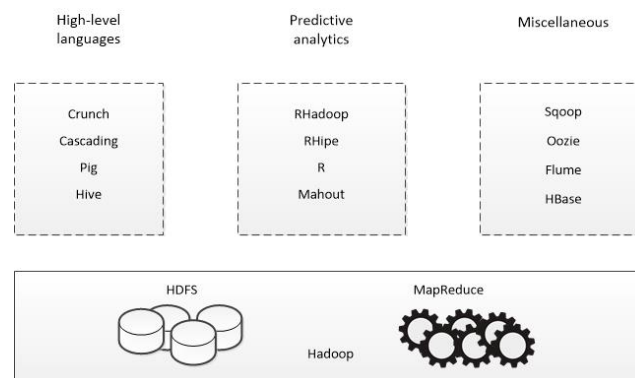 High-level
languages
Predictive
analytics
Miscellaneous
Crunch
Cascading
Pig
Hive
RHadoop
RHipe
R
Mahout
Sqoop
Oozie
Flume
HBase
HDFS
MapReduce
Hadoop